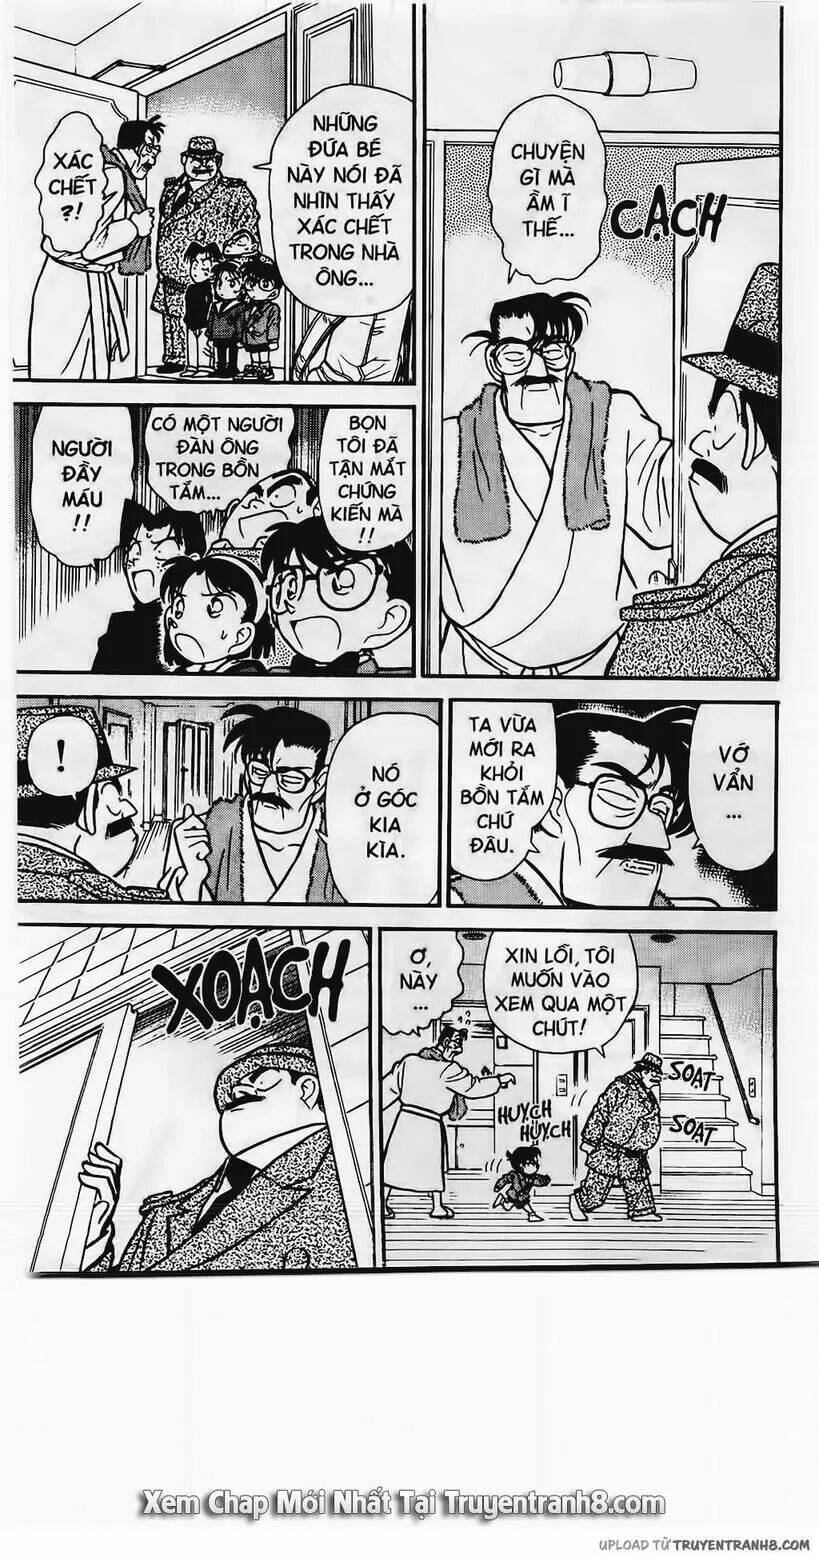 CHUYỆN
GÌ MÀ
ẦM Ĩ
THẾ...
CẠCH
NHỮNG
ĐỨA BÉ
NÀY NÓI ĐÃ
NHÌN THẤY
XÁC CHẾT
TRONG NHÀ
ÔNG...
XÁC
CHẾT
?!
BỌN
TÔI ĐÃ
TẬN MẮT
CHỨNG
KIẾN MÀ
!!
CÓ MỘT NGƯỜI
ĐÀN ÔNG
TRONG BỒN
TẮM...
NGƯỜI
ĐẦY
MÁU
!!
VỚ
VẨN
...
TA VỪA
MỚI RA
KHỎI
BỒN TẮM
CHỨ
ĐÂU.
NÓ
Ở GÓC
KIA
KÌA.
!
XIN LỖI, TÔI
MUỐN VÀO
XEM QUA MỘT
CHÚT!
Ơ,
NÀY
...
SOẠT
SOẠT
HUỴCH
HUỴCH
XOẠCH
Xem Chap Mới Nhất Tại Truyentranh8.com
UPLOAD TỪ TRUYENTRANH8.COM